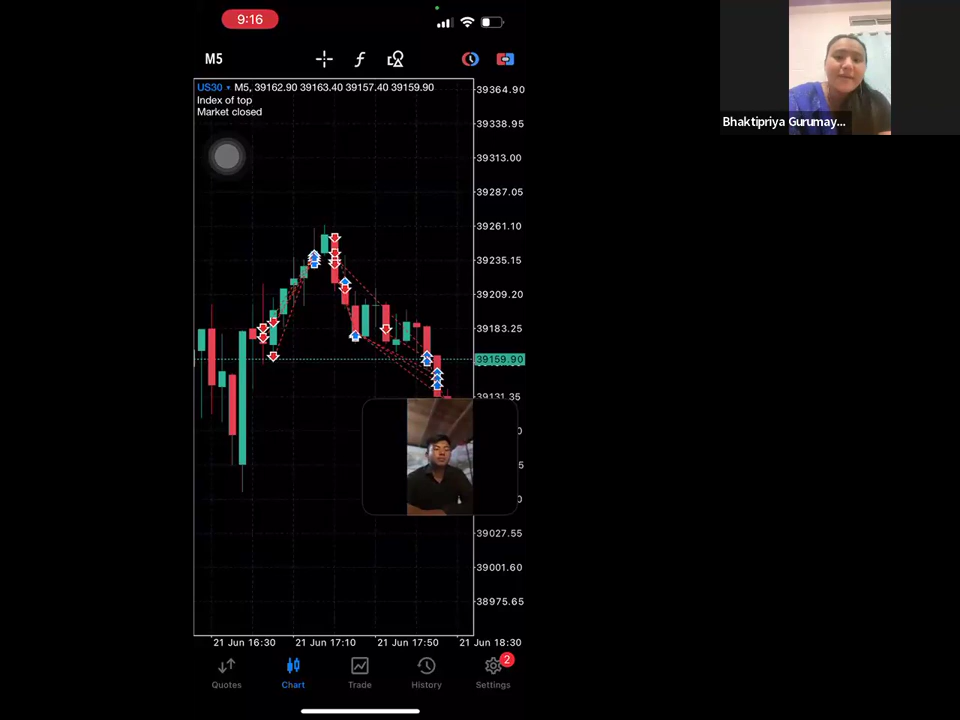 9:16
M5
US30 M5, 39162.90 39163.40 39157.40 39159.90
Index of top
Market closed
39364.90
39338.95
39313.00
39287.05
39261.10
39235.15
39209.20
39183.25
39159.90
39131.35
39027.55
39001.60
38975.65
21 Jun 16:30
21 Jun 17:10
21 Jun 17:50
21 Jun 18:30
Quotes
Chart
Trade
History
Settings
2
Bhaktipriya Gurumay...